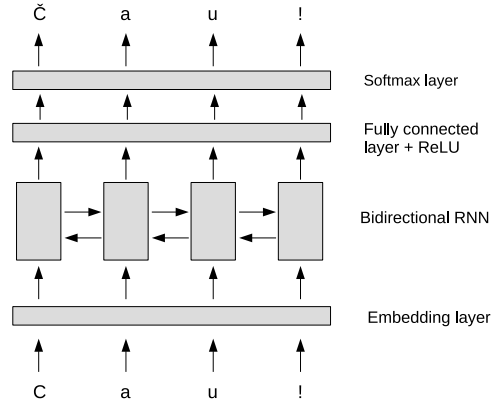 Č a u !
Softmax layer
Fully connected
layer + ReLU
Bidirectional RNN
Embedding layer
C a u !